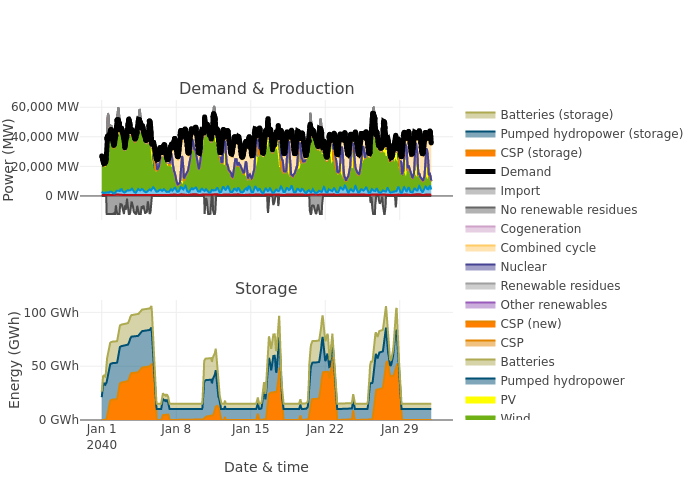 Demand & Production
60,000 MW
40,000 MW
20,000 MW
0 MW
Power (MW)
Storage
100 GWh
50 GWh
0 GWh
Energy (GWh)
Jan 1
2040
Jan 8
Jan 15
Jan 22
Jan 29
Date & time
Batteries (storage)
Pumped hydropower (storage)
CSP (storage)
Demand
Import
No renewable residues
Cogeneration
Combined cycle
Nuclear
Renewable residues
Other renewables
CSP (new)
CSP
Batteries
Pumped hydropower
PV
Wind